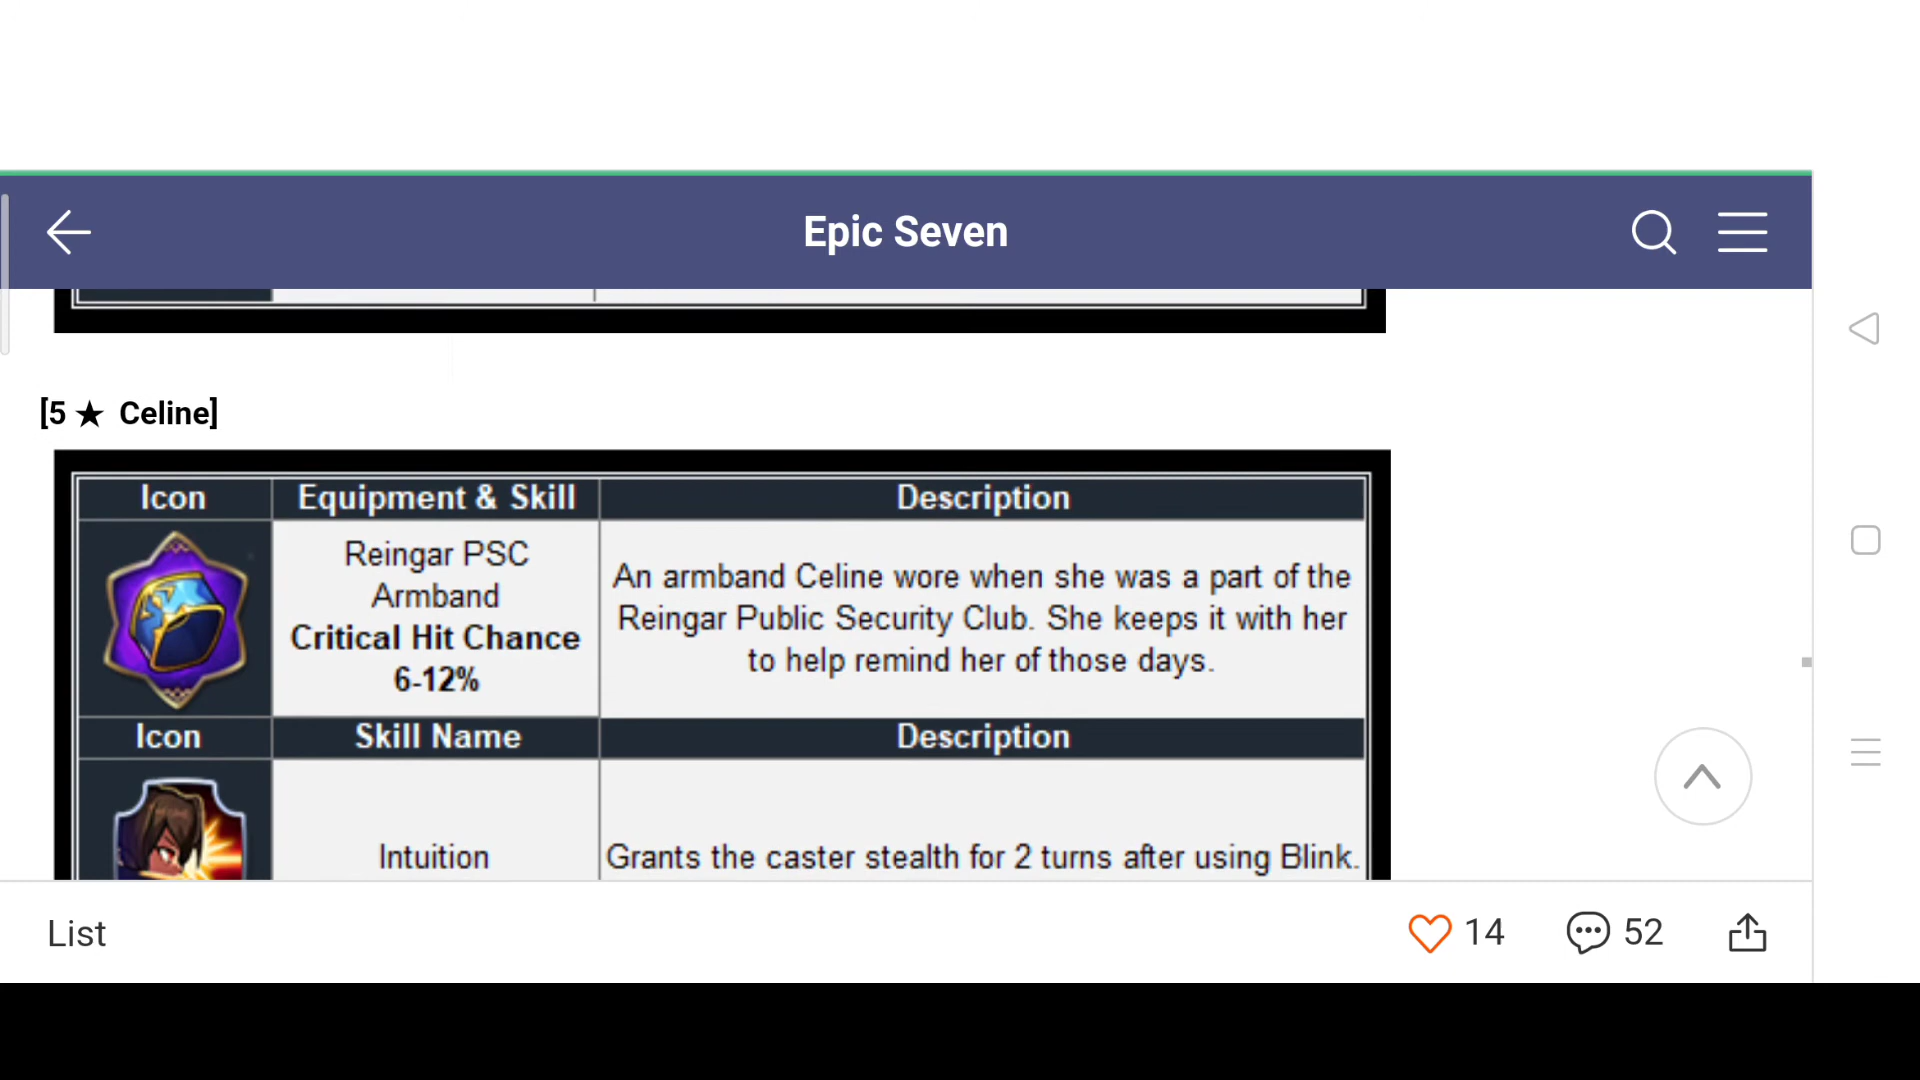 Epic Seven
[5 ★ Celine]
Icon Equipment & Skill Description
Reingar PSC
Armband
Critical Hit Chance
6-12%
An armband Celine wore when she was a part of the
Reingar Public Security Club. She keeps it with her
to help remind her of those days.
Icon Skill Name Description
Intuition Grants the caster stealth for 2 turns after using Blink.
List 14 52